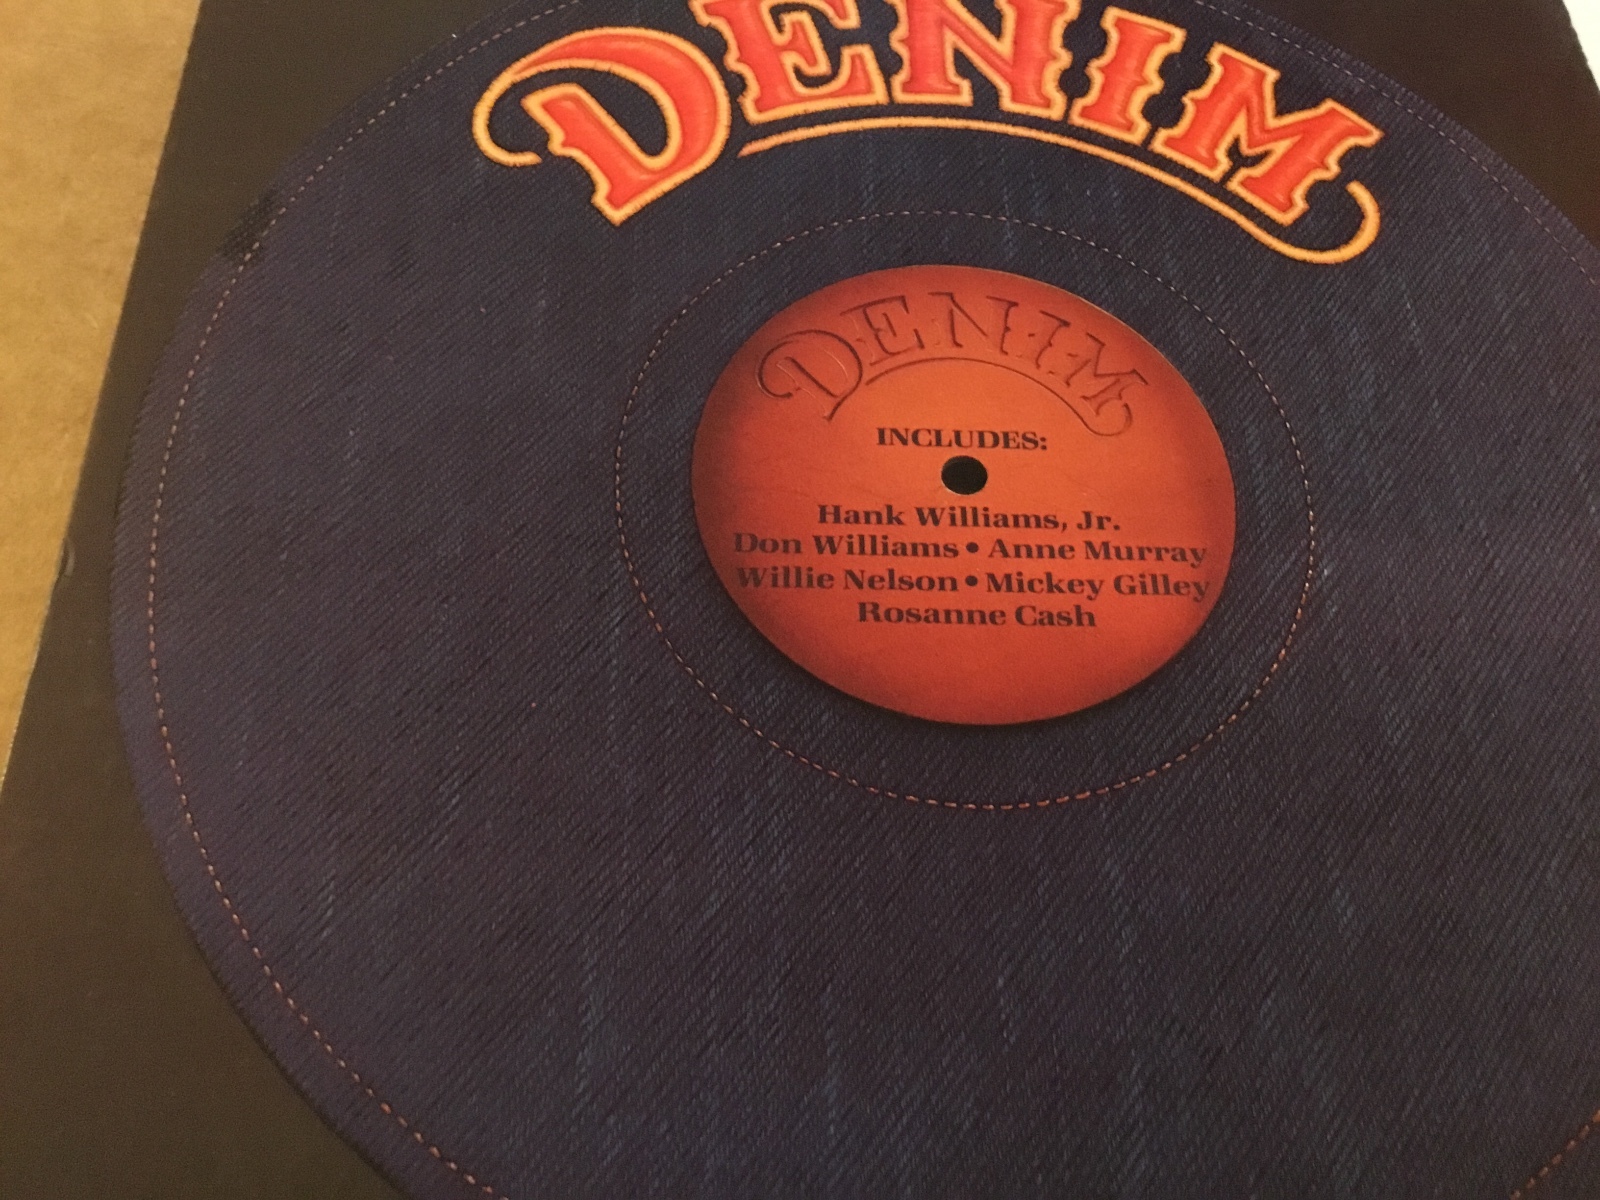 DENIM
DENIM
INCLUDES:
Hank Williams, Jr.
Don Williams • Anne Murray
Willie Nelson • Mickey Gilley
Rosanne Cash